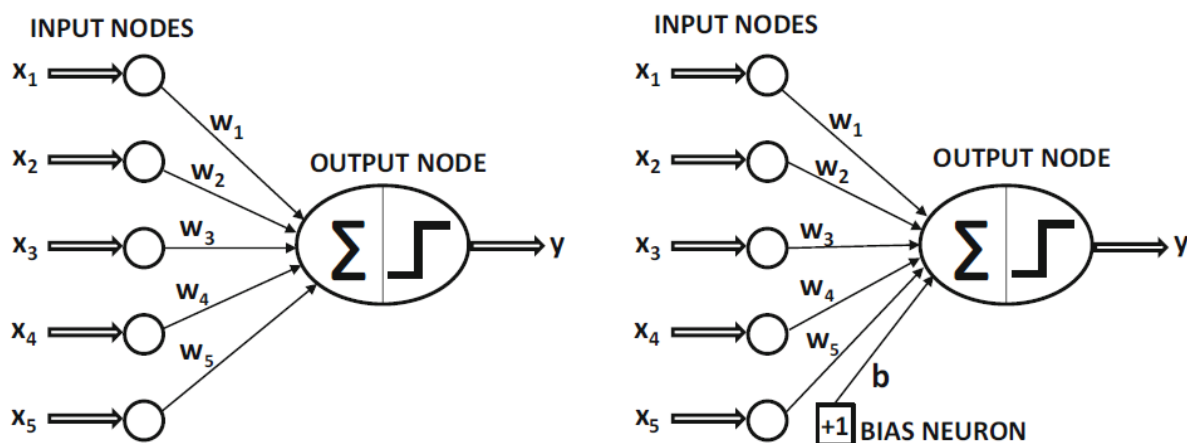 INPUT NODES
x₁
w₁
x₂
w₂
OUTPUT NODE
x₃
w₃
∑
y
w₄
x₄
w₅
x₅
INPUT NODES
x₁
w₁
x₂
w₂
OUTPUT NODE
x₃
w₃
∑
y
w₄
x₄
w₅
b
x₅
+1 BIAS NEURON